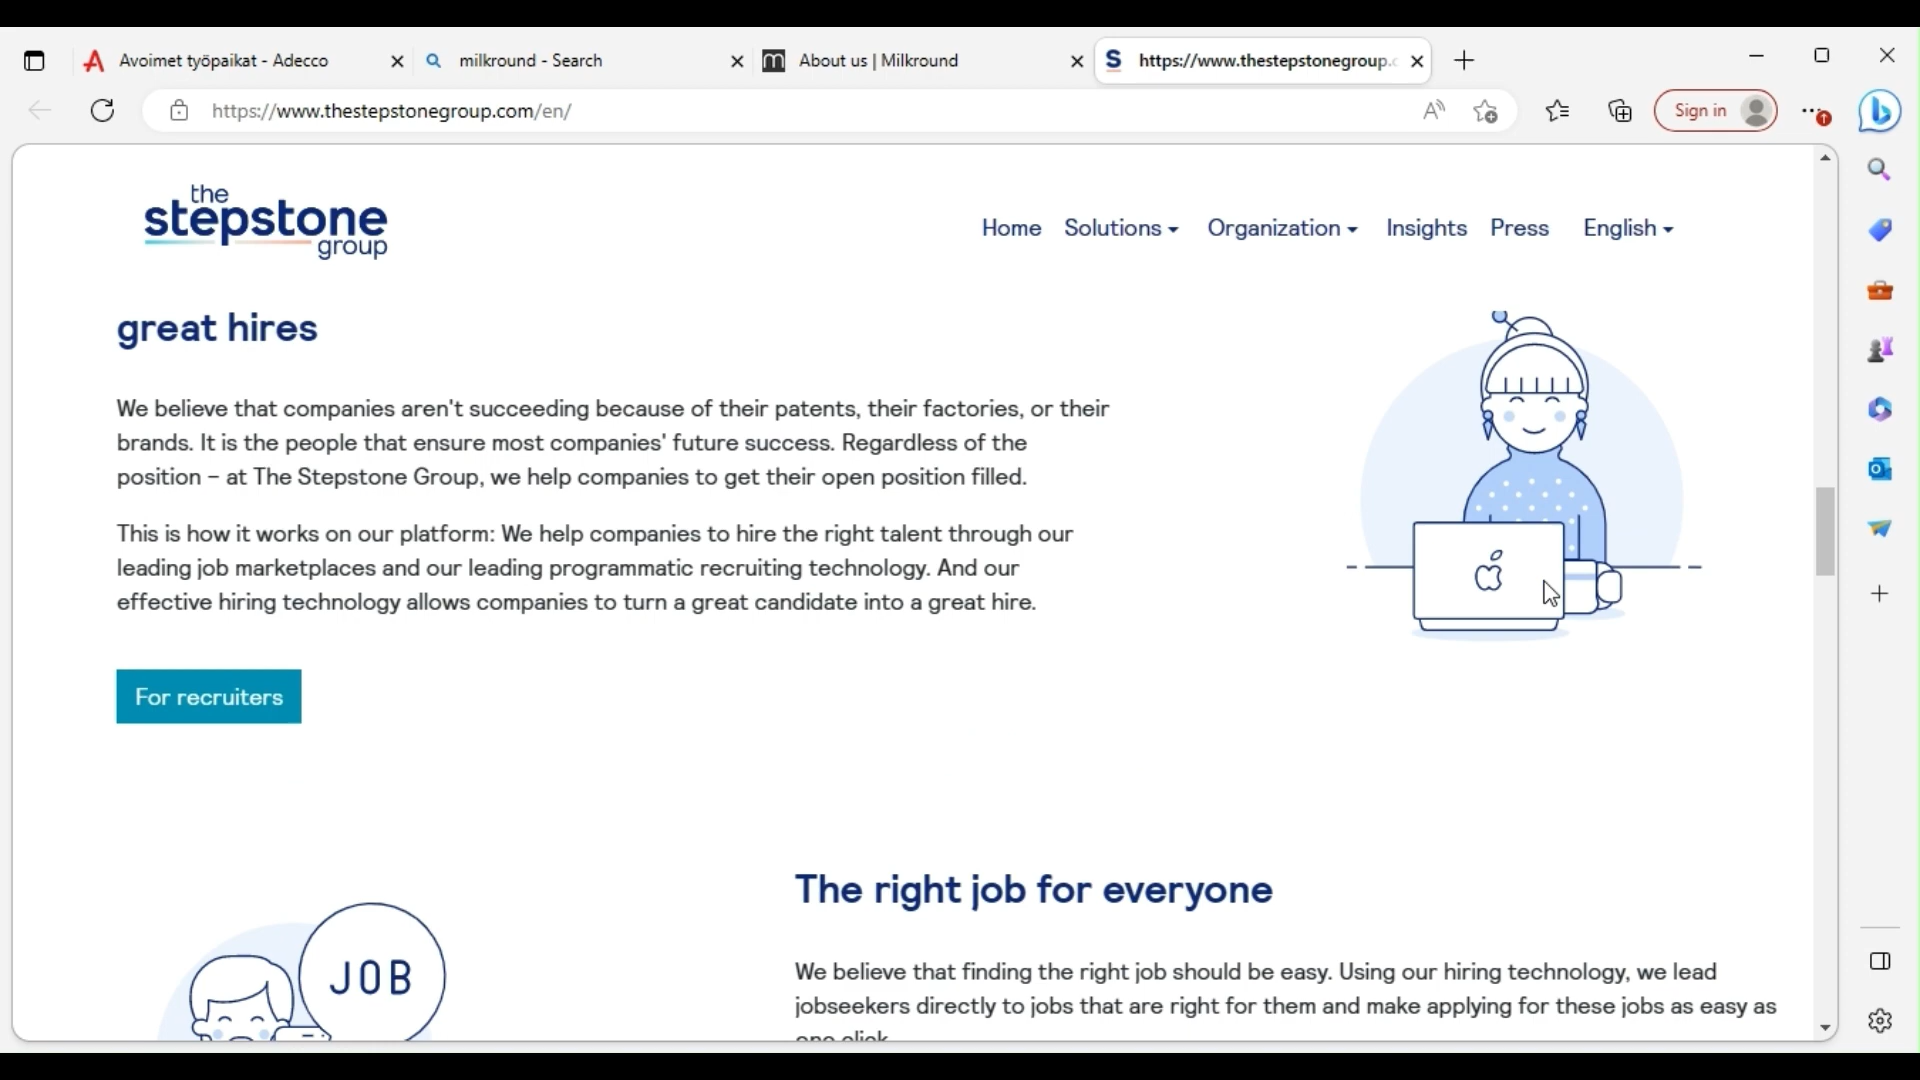 Avoimet työpaikat - Adecco
milkround - Search
About us | Milkround
https://www.thestepstonegroup.
https://www.thestepstonegroup.com/en/
Sign in
the
stepstone
group
Home Solutions Organization Insights Press English
great hires
We believe that companies aren't succeeding because of their patents, their factories, or their
brands. It is the people that ensure most companies' future success. Regardless of the
position – at The Stepstone Group, we help companies to get their open position filled.
This is how it works on our platform: We help companies to hire the right talent through our
leading job marketplaces and our leading programmatic recruiting technology. And our
effective hiring technology allows companies to turn a great candidate into a great hire.
For recruiters
The right job for everyone
JOB
We believe that finding the right job should be easy. Using our hiring technology, we lead
jobseekers directly to jobs that are right for them and make applying for these jobs as easy as
one click